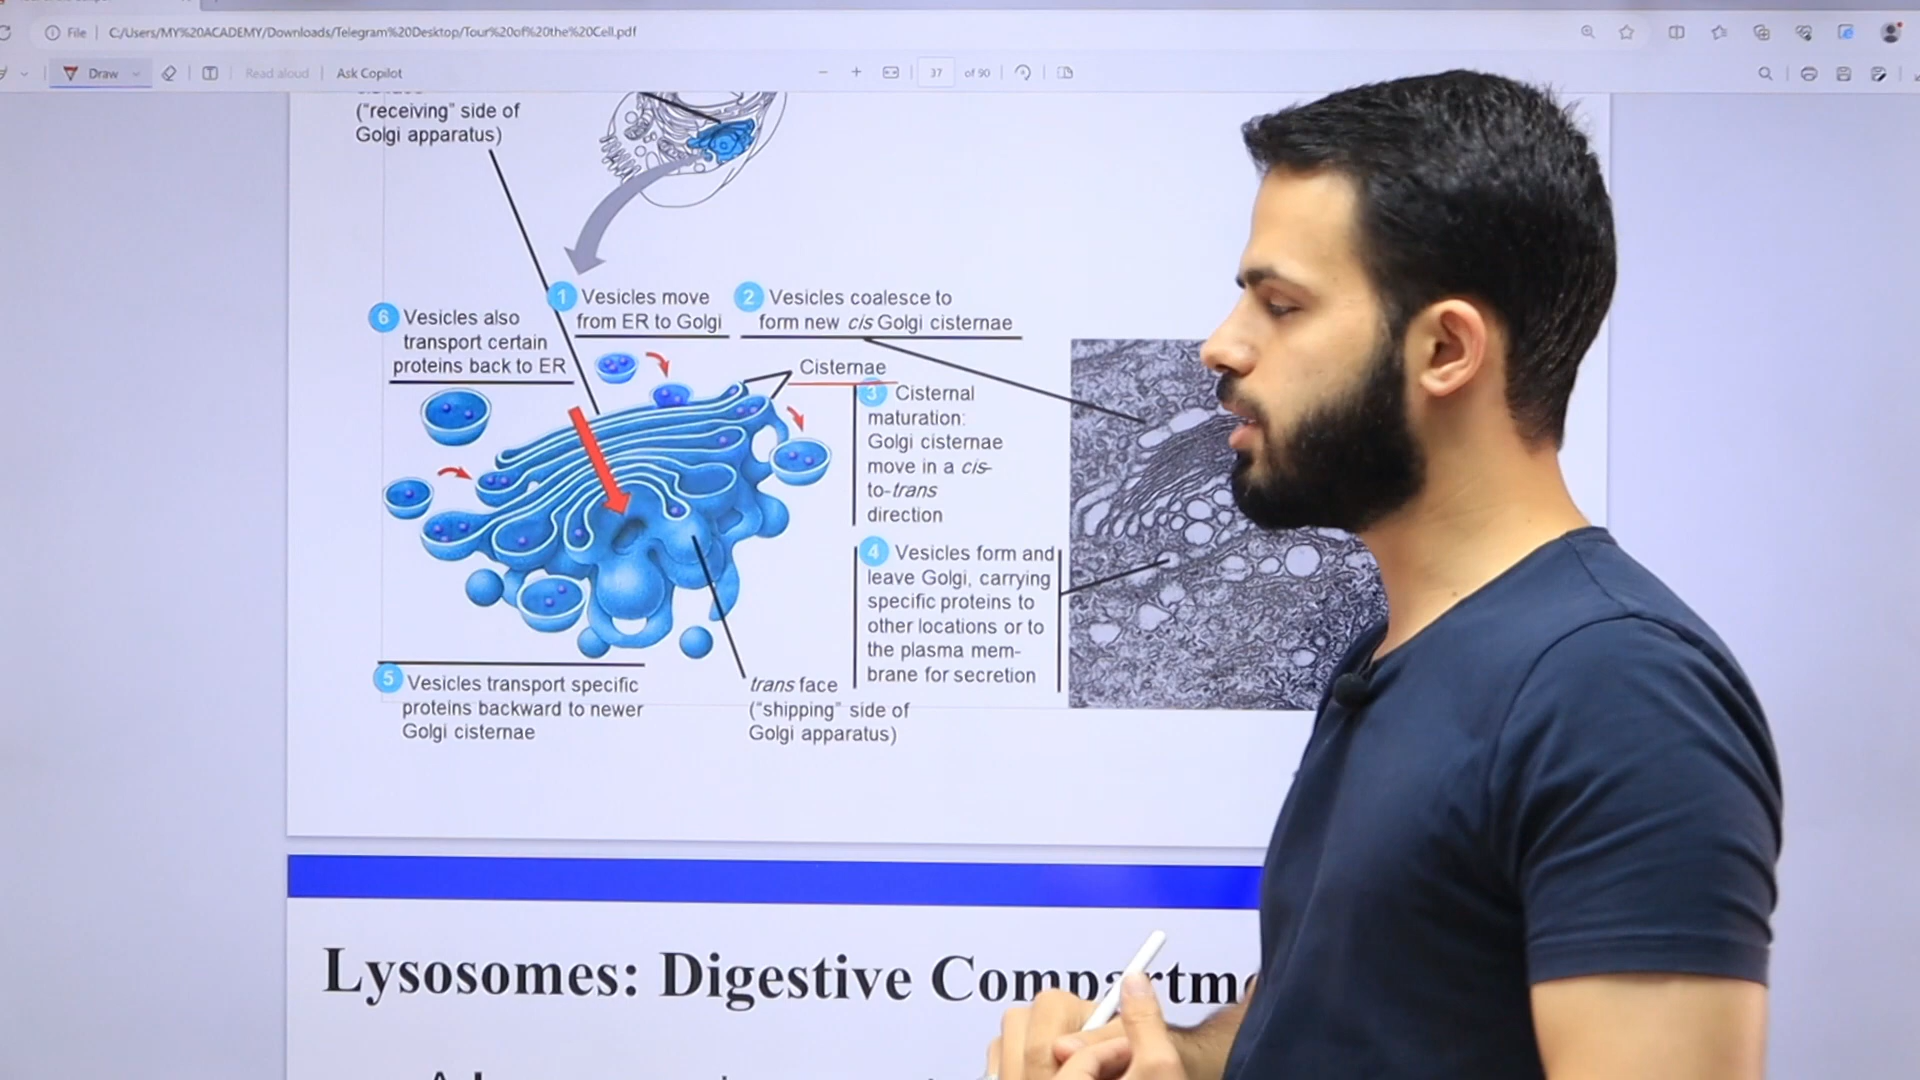 File
C:/Users/MY%20ACADEMY/Downloads/Telegram%20Desktop/Tour%20of%20the%20Cell.pdf
Draw
Read aloud
Ask Copilot
37
of 90
("receiving" side of
Golgi apparatus)
1 Vesicles move
from ER to Golgi
2 Vesicles coalesce to
form new cis Golgi cisternae
6 Vesicles also
transport certain
proteins back to ER
Cisternae
3 Cisternal
maturation:
Golgi cisternae
move in a cis-
to-trans
direction
4 Vesicles form and
leave Golgi, carrying
specific proteins to
other locations or to
the plasma mem-
brane for secretion
5 Vesicles transport specific
proteins backward to newer
Golgi cisternae
trans face
("shipping" side of
Golgi apparatus)
Lysosomes: Digestive